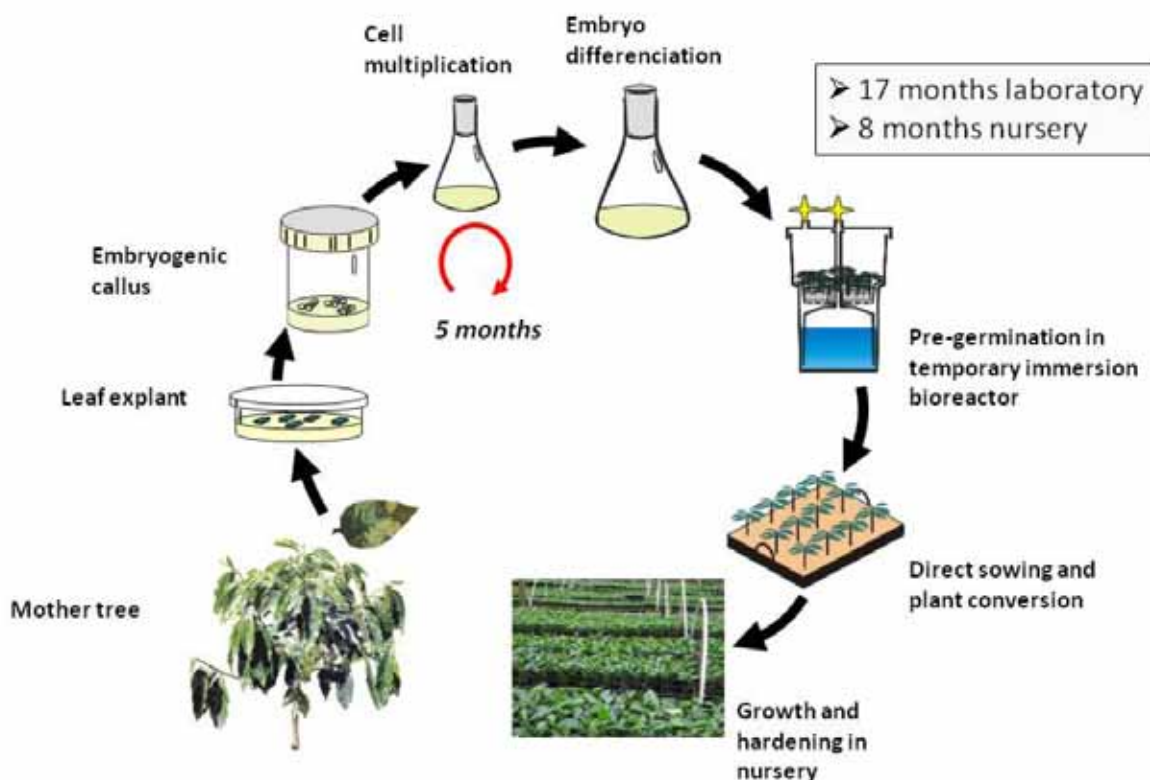 Mother tree
Leaf explant
Embryogenic
callus
Cell
multiplication
5 months
Embryo
differenciation
➢ 17 months laboratory
➢ 8 months nursery
Pre-germination in
temporary immersion
bioreactor
Direct sowing and
plant conversion
Growth and
hardening in
nursery